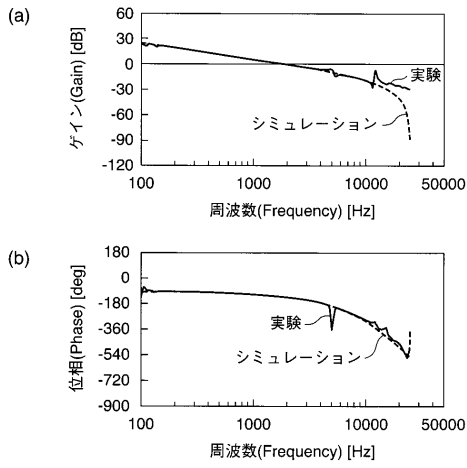 (a)
ゲイン(Gain) [dB]
60
30
0
-30
-60
-90
-120
実験
シミュレーション
100
1000
10000
50000
周波数(Frequency) [Hz]
(b)
位相(Phase) [deg]
180
0
-180
-360
-540
-720
-900
実験
シミュレーション
100
1000
10000
50000
周波数(Frequency) [Hz]